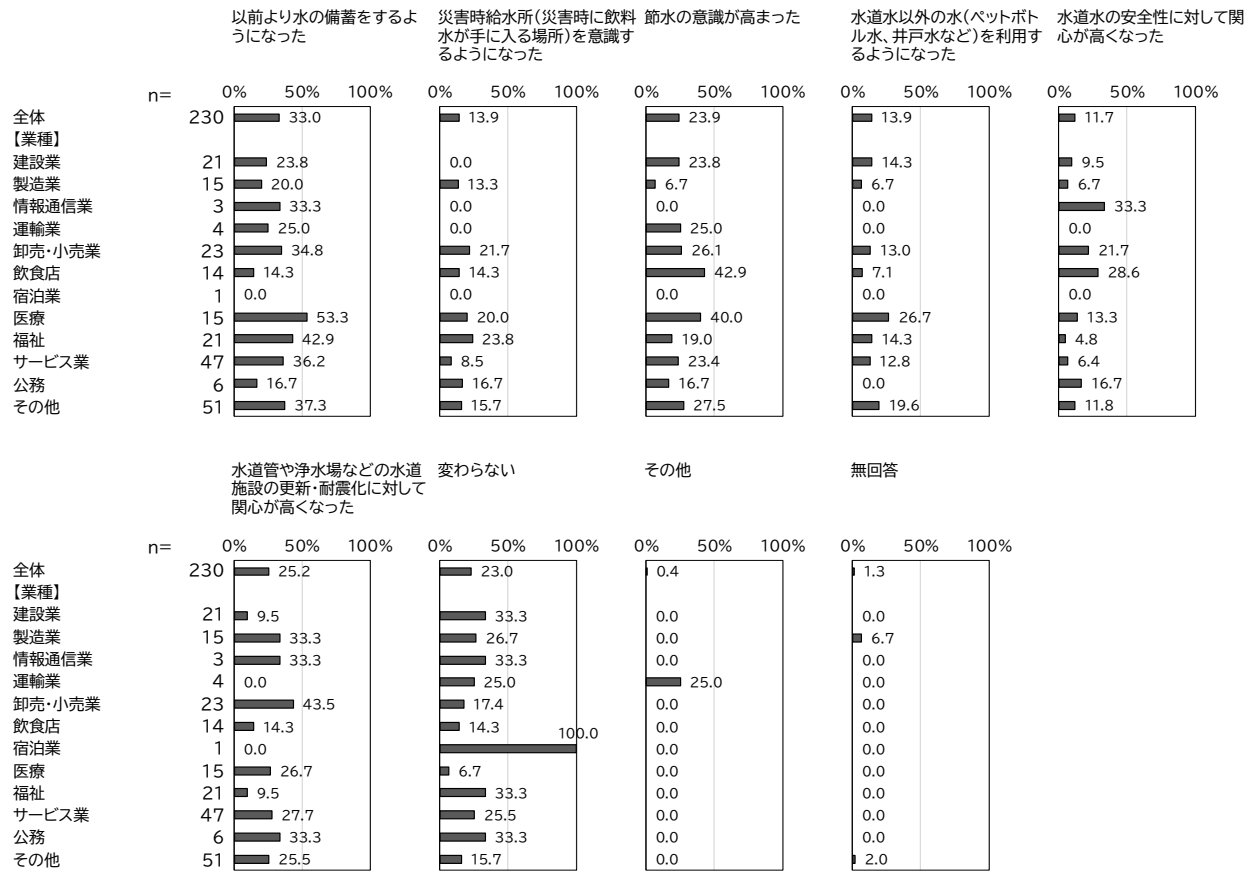 以前より水の備蓄をするよ
うになった
災害時給水所(災害時に飲料
水が手に入る場所)を意識す
るようになった
節水の意識が高まった
水道水以外の水(ペットボト
ル水、井戸水など)を利用す
るようになった
水道水の安全性に対して関
心が高くなった
n= 0% 50% 100% 0% 50% 100% 0% 50% 100% 0% 50% 100% 0% 50% 100%
全体 230 33.0 13.9 23.9 13.9 11.7
【業種】
建設業 21 23.8 0.0 23.8 14.3 9.5
製造業 15 20.0 13.3 6.7 6.7 6.7
情報通信業 3 33.3 0.0 0.0 0.0 33.3
運輸業 4 25.0 0.0 25.0 0.0 0.0
卸売・小売業 23 34.8 21.7 26.1 13.0 21.7
飲食店 14 14.3 14.3 42.9 7.1 28.6
宿泊業 1 0.0 0.0 0.0 0.0 0.0
医療 15 53.3 20.0 40.0 26.7 13.3
福祉 21 42.9 23.8 19.0 14.3 4.8
サービス業 47 36.2 8.5 23.4 12.8 6.4
公務 6 16.7 16.7 16.7 0.0 16.7
その他 51 37.3 15.7 27.5 19.6 11.8
水道管や浄水場などの水道
施設の更新・耐震化に対して
関心が高くなった
変わらない
その他
無回答
n= 0% 50% 100% 0% 50% 100% 0% 50% 100% 0% 50% 100%
全体 230 25.2 23.0 0.4 1.3
【業種】
建設業 21 9.5 33.3 0.0 0.0
製造業 15 33.3 26.7 0.0 6.7
情報通信業 3 33.3 33.3 0.0 0.0
運輸業 4 0.0 25.0 25.0 0.0
卸売・小売業 23 43.5 17.4 0.0 0.0
飲食店 14 14.3 14.3 0.0 0.0
宿泊業 1 0.0 100.0 0.0 0.0
医療 15 26.7 6.7 0.0 0.0
福祉 21 9.5 33.3 0.0 0.0
サービス業 47 27.7 25.5 0.0 0.0
公務 6 33.3 33.3 0.0 0.0
その他 51 25.5 15.7 0.0 2.0